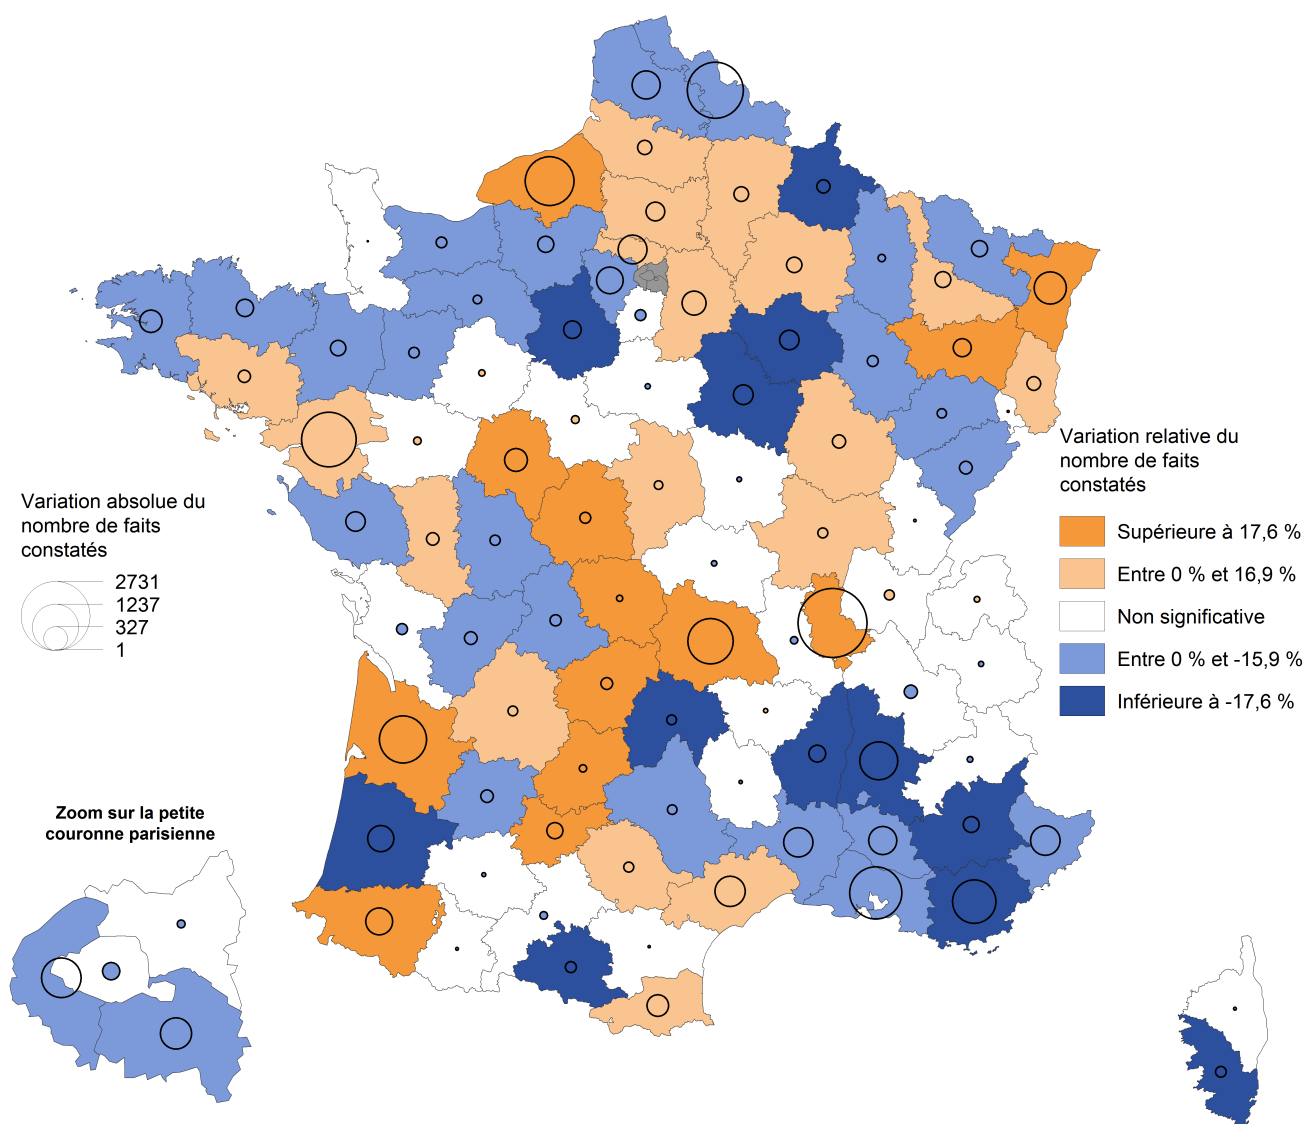 Variation relative du
nombre de faits
constatés
Supérieure à 17,6 %
Entre 0 % et 16,9 %
Non significative
Entre 0 % et -15,9 %
Inférieure à -17,6 %
Variation absolue du
nombre de faits
constatés
2731
1237
327
1
Zoom sur la petite
couronne parisienne